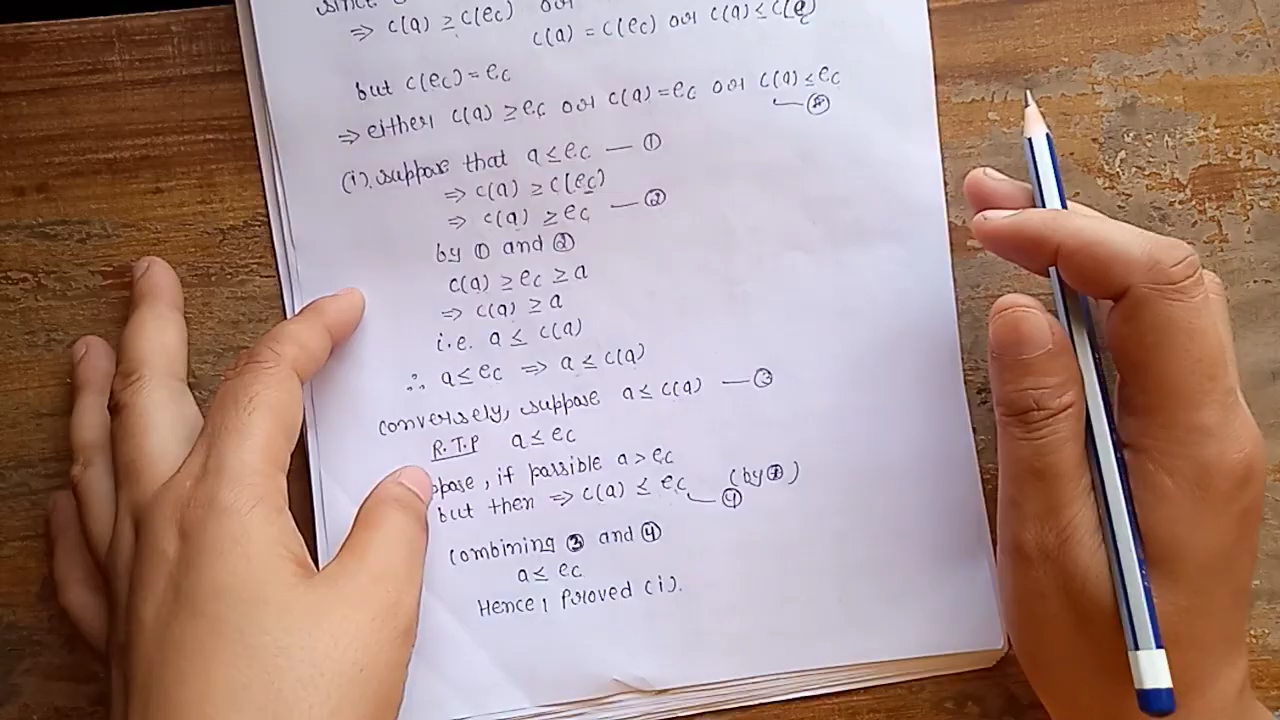 since
⇒ c(a) ≥ c(ec) or
c(a) = c(ec) or c(a) ≤ c(
but c(ec) = ec
⇒ either c(a) ≥ ec or c(a) = ec or c(a) ≤ ec
— (*)
(i). suppose that a ≤ ec — ①
⇒ c(a) ≥ c(ec)
⇒ c(a) ≥ ec — ②
by ① and ②
c(a) ≥ ec ≥ a
⇒ c(a) ≥ a
i.e. a ≤ c(a)
∴ a ≤ ec ⇒ a ≤ c(a)
conversely, suppose a ≤ c(a) — ③
R.T.P a ≤ ec
pose, if possible a > ec
but then ⇒ c(a) ≤ ec — ④ (by (*))
combining ③ and ④
a ≤ ec
Hence, Proved (i).